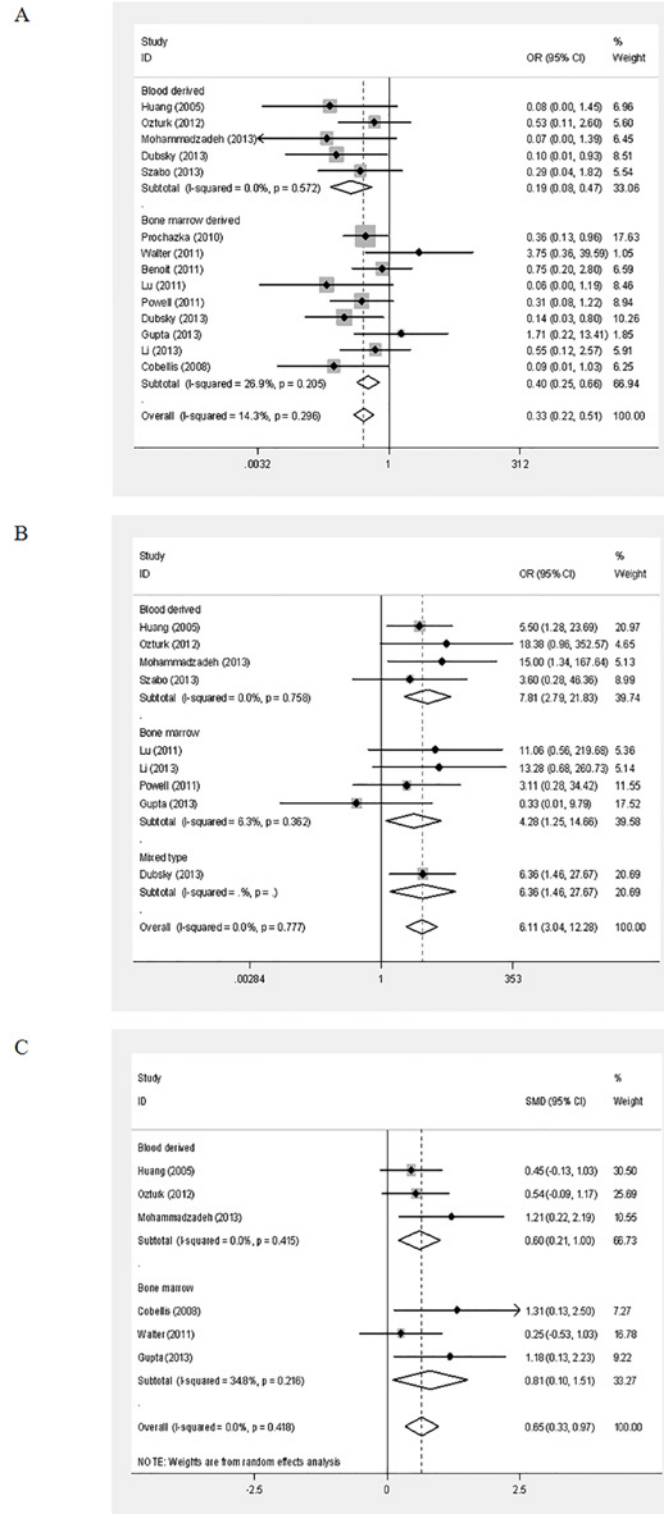 A
Study %
ID OR (95% CI) Weight
Blood derived
Huang (2005) 0.08 (0.00, 1.45) 6.96
Ozturk (2012) 0.53 (0.11, 2.60) 5.60
Mohammadzadeh (2013) 0.07 (0.00, 1.39) 6.45
Dubsky (2013) 0.10 (0.01, 0.93) 8.51
Szabo (2013) 0.29 (0.04, 1.82) 5.54
Subtotal (I-squared = 0.0%, p = 0.572) 0.19 (0.08, 0.47) 33.06
.
Bone marrow derived
Prochazka (2010) 0.36 (0.13, 0.96) 17.63
Walter (2011) 3.75 (0.36, 39.59) 1.05
Benoit (2011) 0.75 (0.20, 2.80) 6.59
Lu (2011) 0.06 (0.00, 1.19) 8.46
Powell (2011) 0.31 (0.08, 1.22) 8.94
Dubsky (2013) 0.14 (0.03, 0.80) 10.26
Gupta (2013) 1.71 (0.22, 13.41) 1.85
Li (2013) 0.55 (0.12, 2.57) 5.91
Cobellis (2008) 0.09 (0.01, 1.03) 6.25
Subtotal (I-squared = 26.9%, p = 0.205) 0.40 (0.25, 0.66) 66.94
.
Overall (I-squared = 14.3%, p = 0.296) 0.33 (0.22, 0.51) 100.00
.0032 1 312
B
Study %
ID OR (95% CI) Weight
Blood derived
Huang (2005) 5.50 (1.28, 23.69) 20.97
Ozturk (2012) 18.38 (0.96, 352.57) 4.65
Mohammadzadeh (2013) 15.00 (1.34, 167.64) 5.13
Szabo (2013) 3.60 (0.28, 46.36) 8.99
Subtotal (I-squared = 0.0%, p = 0.758) 7.81 (2.79, 21.83) 39.74
.
Bone marrow
Lu (2011) 11.06 (0.56, 219.68) 5.36
Li (2013) 13.28 (0.68, 260.73) 5.14
Powell (2011) 3.11 (0.28, 34.42) 11.55
Gupta (2013) 0.33 (0.01, 9.79) 17.52
Subtotal (I-squared = 6.3%, p = 0.362) 4.28 (1.25, 14.66) 39.58
.
Mixed type
Dubsky (2013) 6.36 (1.46, 27.67) 20.69
Subtotal (I-squared = .%, p = .) 6.36 (1.46, 27.67) 20.69
.
Overall (I-squared = 0.0%, p = 0.777) 6.11 (3.04, 12.28) 100.00
.00284 1 353
C
Study %
ID SMD (95% CI) Weight
Blood derived
Huang (2005) 0.45 (-0.13, 1.03) 30.50
Ozturk (2012) 0.54 (-0.09, 1.17) 25.69
Mohammadzadeh (2013) 1.21 (0.22, 2.19) 10.55
Subtotal (I-squared = 0.0%, p = 0.415) 0.60 (0.21, 1.00) 66.73
.
Bone marrow
Cobellis (2008) 1.31 (0.13, 2.50) 7.27
Walter (2011) 0.25 (-0.53, 1.03) 16.78
Gupta (2013) 1.18 (0.13, 2.23) 9.22
Subtotal (I-squared = 34.8%, p = 0.216) 0.81 (0.10, 1.51) 33.27
.
Overall (I-squared = 0.0%, p = 0.418) 0.65 (0.33, 0.97) 100.00
NOTE: Weights are from random effects analysis
-2.5 0 2.5